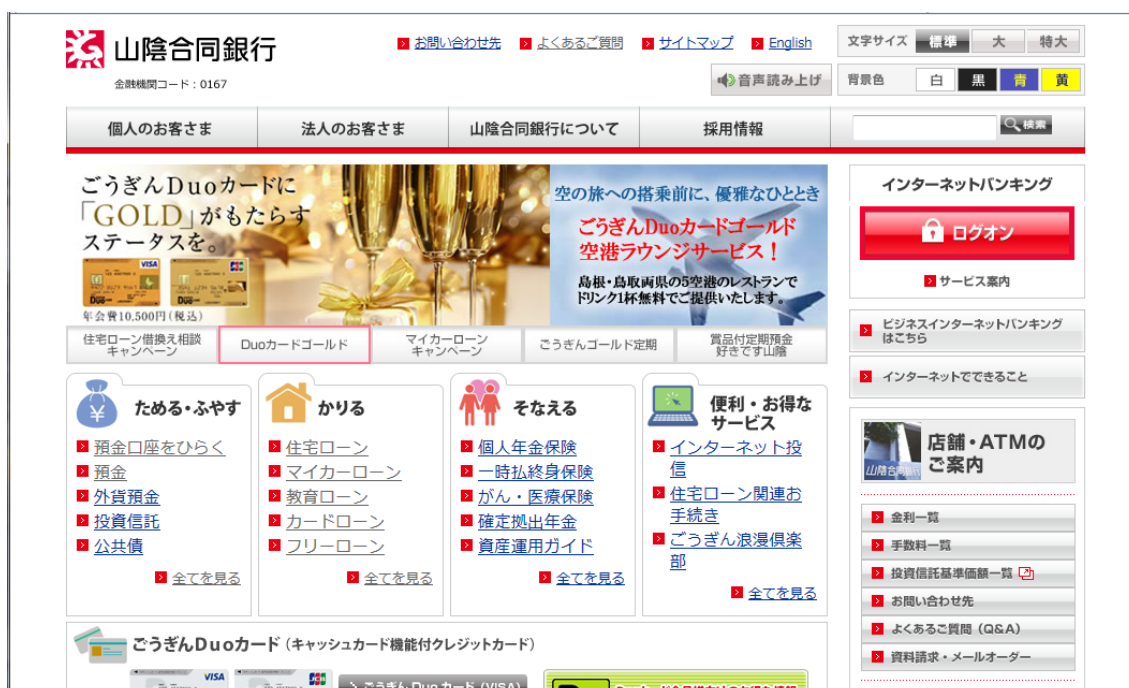 山陰合同銀行
金融機関コード：0167
お問い合わせ先 よくあるご質問 サイトマップ English
文字サイズ 標準 大 特大
音声読み上げ
背景色 白 黒 青 黄
個人のお客さま 法人のお客さま 山陰合同銀行について 採用情報 検索
ごうぎんDuoカードに
「GOLD」がもたらす
ステータスを。
VISA
年会費10,500円(税込)
空の旅への搭乗前に、優雅なひととき
ごうぎんDuoカードゴールド
空港ラウンジサービス！
島根・鳥取両県の5空港のレストランで
ドリンク1杯無料でご提供いたします。
住宅ローン借換え相談
キャンペーン
Duoカードゴールド
マイカーローン
キャンペーン
ごうぎんゴールド定期
賞品付定期預金
好きです山陰
インターネットバンキング
ログオン
サービス案内
ビジネスインターネットバンキング
はこちら
インターネットでできること
ためる・ふやす
預金口座をひらく
預金
外貨預金
投資信託
公共債
全てを見る
かりる
住宅ローン
マイカーローン
教育ローン
カードローン
フリーローン
全てを見る
そなえる
個人年金保険
一時払終身保険
がん・医療保険
確定拠出年金
資産運用ガイド
全てを見る
便利・お得な
サービス
インターネット投
信
住宅ローン関連お
手続き
ごうぎん浪漫倶楽
部
全てを見る
山陰合同銀行
店舗・ATMの
ご案内
金利一覧
手数料一覧
投資信託基準価額一覧
お問い合わせ先
よくあるご質問（Q&A）
資料請求・メールオーダー
ごうぎんDuoカード（キャッシュカード機能付クレジットカード）
VISA
JCB
ごうぎん Duo カード (VISA)